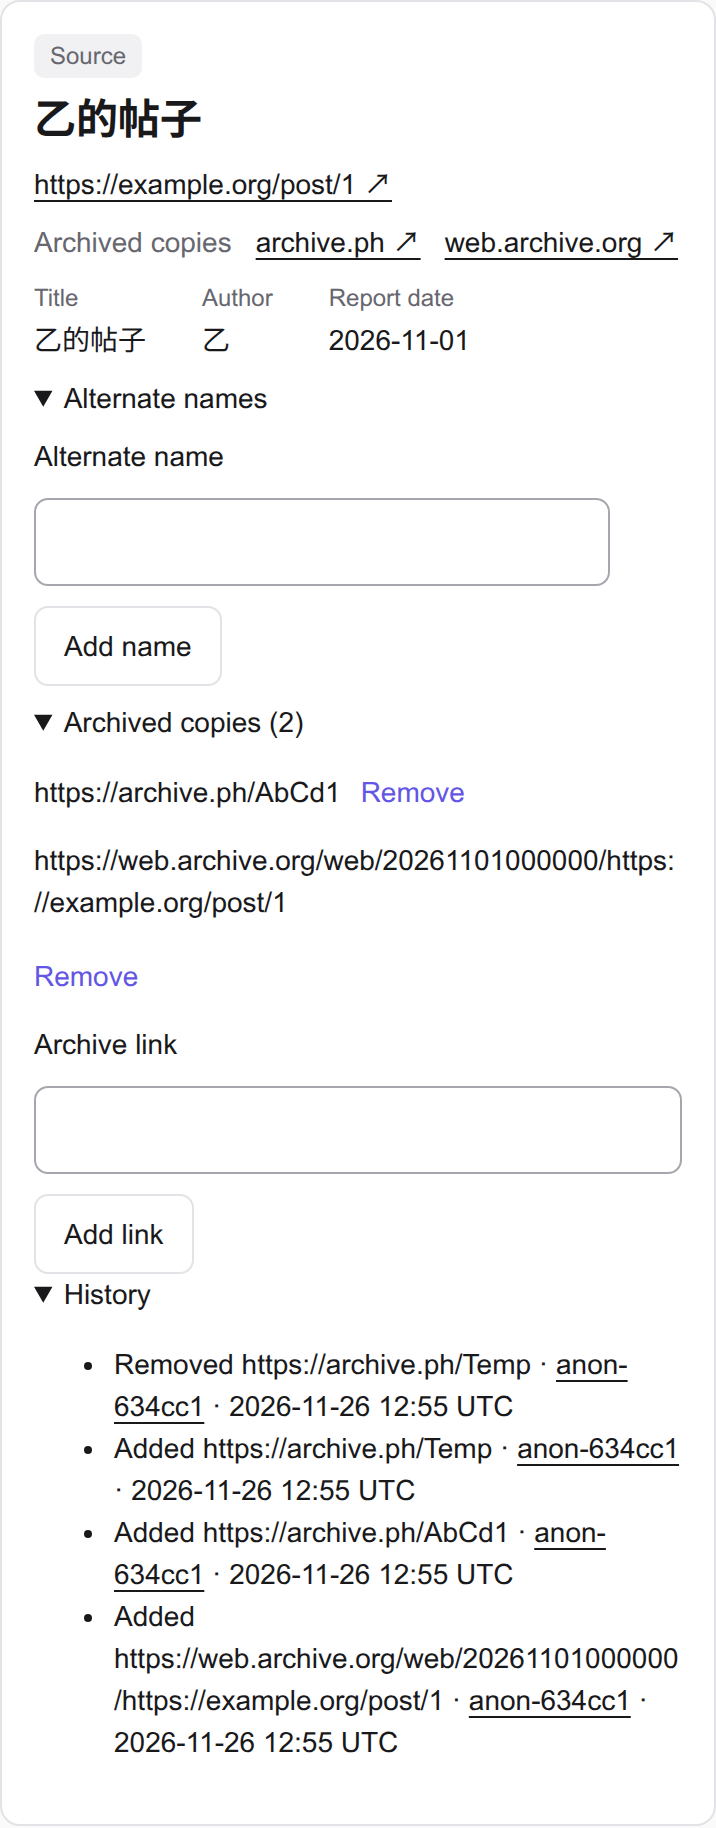 Source
乙的帖子
https://example.org/post/1 ↗
Archived copies archive.ph ↗ web.archive.org ↗
Title Author Report date
乙的帖子 乙 2026-11-01
▼ Alternate names
Alternate name
Add name
▼ Archived copies (2)
https://archive.ph/AbCd1 Remove
https://web.archive.org/web/20261101000000/https:
//example.org/post/1
Remove
Archive link
Add link
▼ History
• Removed https://archive.ph/Temp · anon-
634cc1 · 2026-11-26 12:55 UTC
• Added https://archive.ph/Temp · anon-634cc1
· 2026-11-26 12:55 UTC
• Added https://archive.ph/AbCd1 · anon-
634cc1 · 2026-11-26 12:55 UTC
• Added
https://web.archive.org/web/20261101000000
/https://example.org/post/1 · anon-634cc1 ·
2026-11-26 12:55 UTC